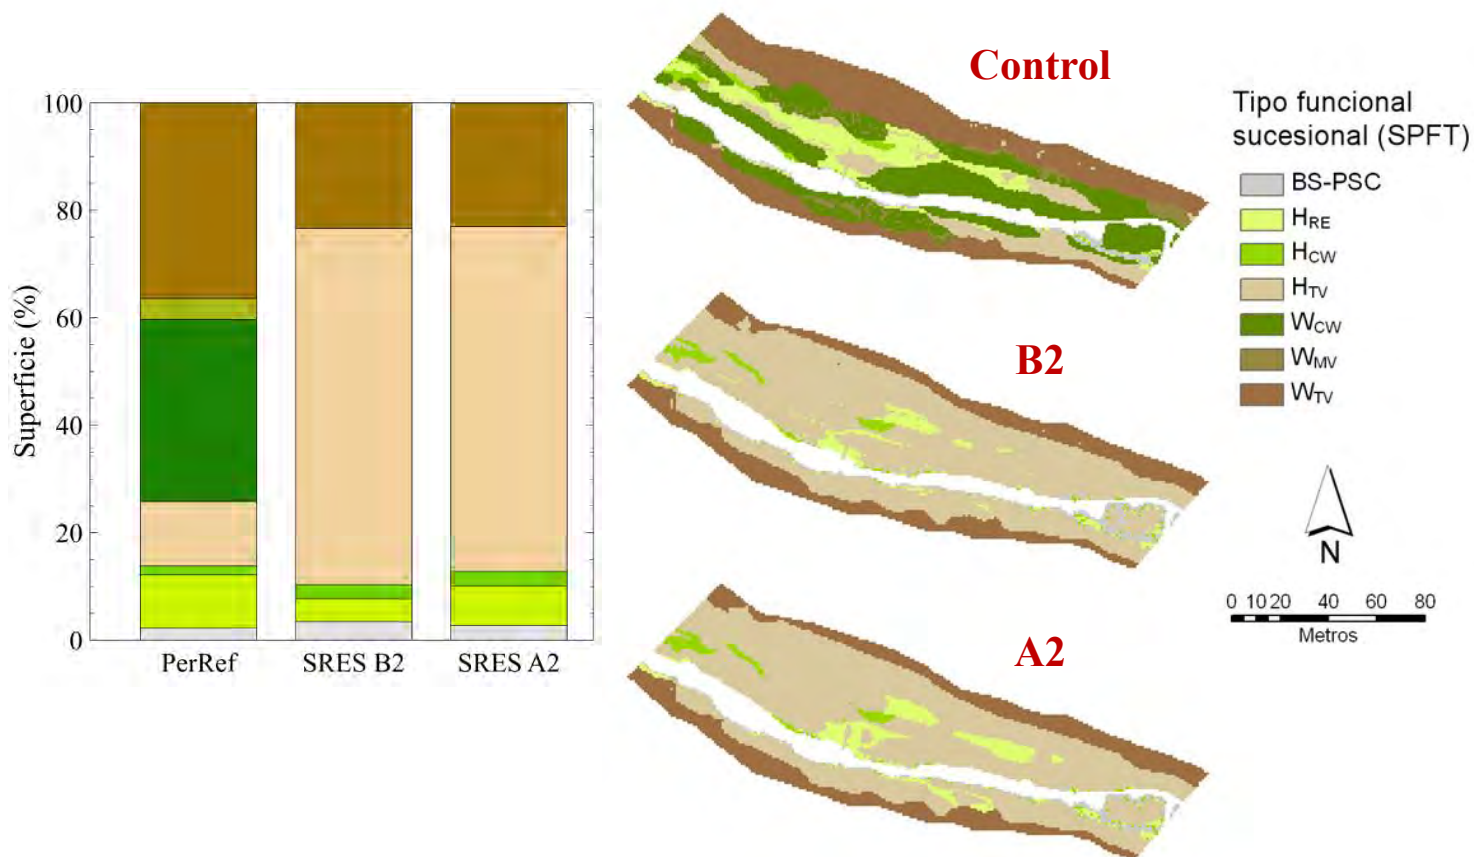 Superficie (%)
100
80
60
40
20
0
PerRef
SRES B2
SRES A2
Control
B2
A2
Tipo funcional
sucesional (SPFT)
BS-PSC
HRE
HCW
HTV
WCW
WMV
WTV
N
0 10 20 40 60 80
Metros